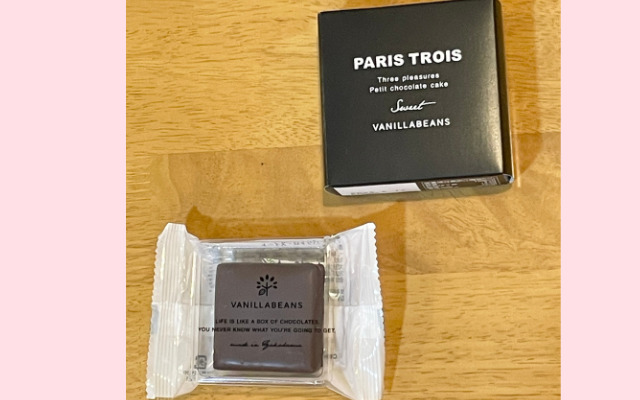 PARIS TROIS
Three pleasures
Petit chocolate cake
Sweet
VANILLABEANS
VANILLABEANS
LIFE IS LIKE A BOX OF CHOCOLATES,
YOU NEVER KNOW WHAT YOU'RE GOING TO GET.
made in Yokohama